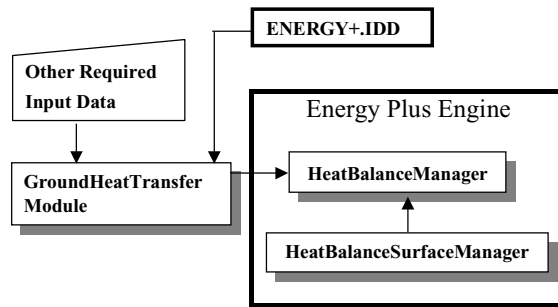 ENERGY+.IDD
Other Required
Input Data
Energy Plus Engine
GroundHeatTransfer
Module
HeatBalanceManager
HeatBalanceSurfaceManager